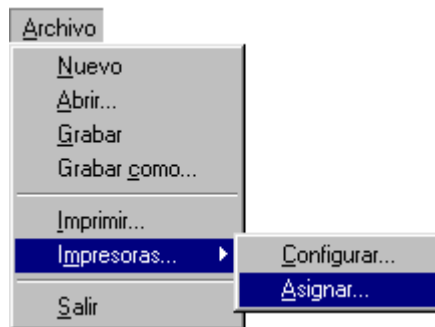 Archivo
Nuevo
Abrir...
Grabar
Grabar como...
Imprimir...
Impresoras...
Configurar...
Asignar...
Salir